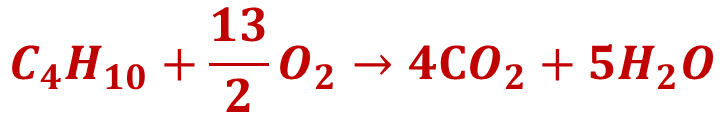 C₄H₁₀ + 13/2 O₂ → 4CO₂ + 5H₂O